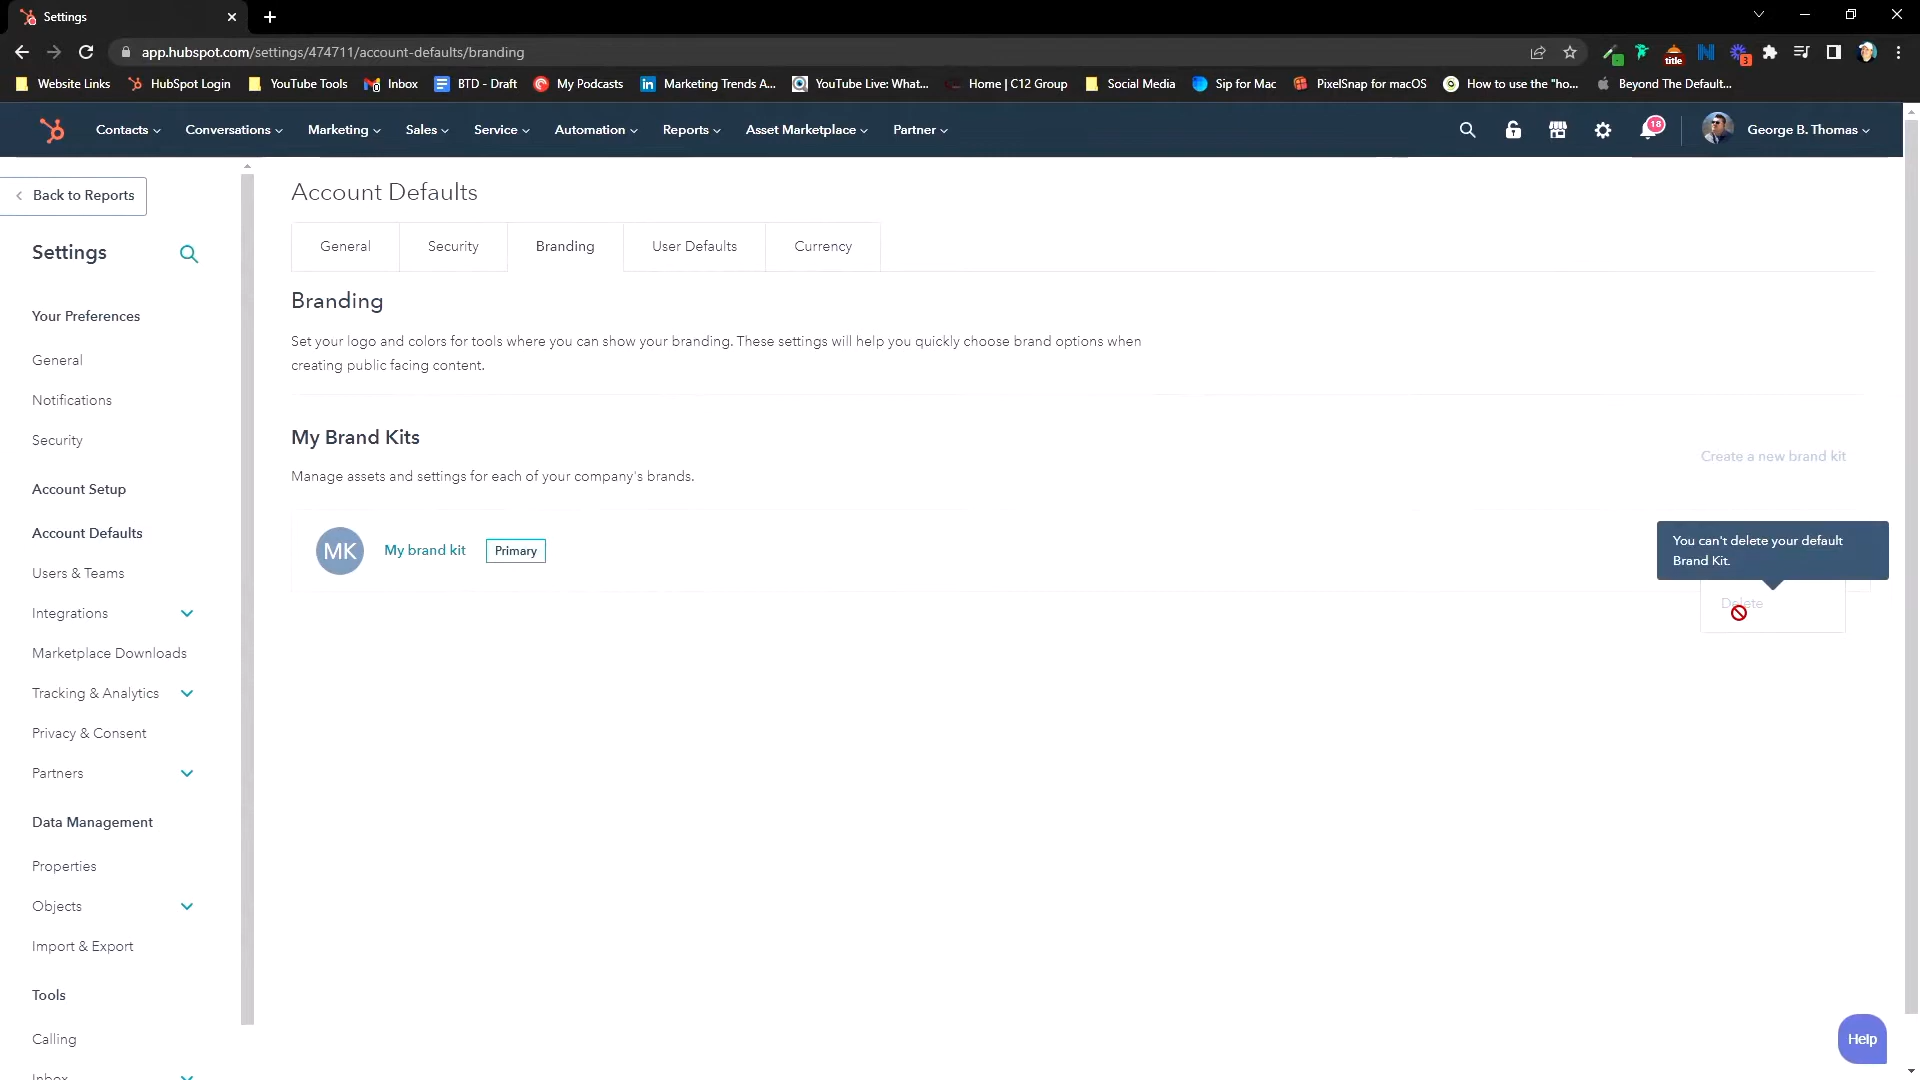 Settings
app.hubspot.com/settings/474711/account-defaults/branding
title
3
Website Links
HubSpot Login
YouTube Tools
Inbox
BTD - Draft
My Podcasts
Marketing Trends A...
YouTube Live: What...
Home | C12 Group
Social Media
Sip for Mac
PixelSnap for macOS
How to use the "ho...
Beyond The Default...
Contacts
Conversations
Marketing
Sales
Service
Automation
Reports
Asset Marketplace
Partner
18
George B. Thomas
Back to Reports
Settings
Your Preferences
General
Notifications
Security
Account Setup
Account Defaults
Users & Teams
Integrations
Marketplace Downloads
Tracking & Analytics
Privacy & Consent
Partners
Data Management
Properties
Objects
Import & Export
Tools
Calling
Inbox
Account Defaults
General
Security
Branding
User Defaults
Currency
Branding
Set your logo and colors for tools where you can show your branding. These settings will help you quickly choose brand options when
creating public facing content.
My Brand Kits
Manage assets and settings for each of your company's brands.
Create a new brand kit
MK
My brand kit
Primary
You can't delete your default
Brand Kit.
Delete
Help